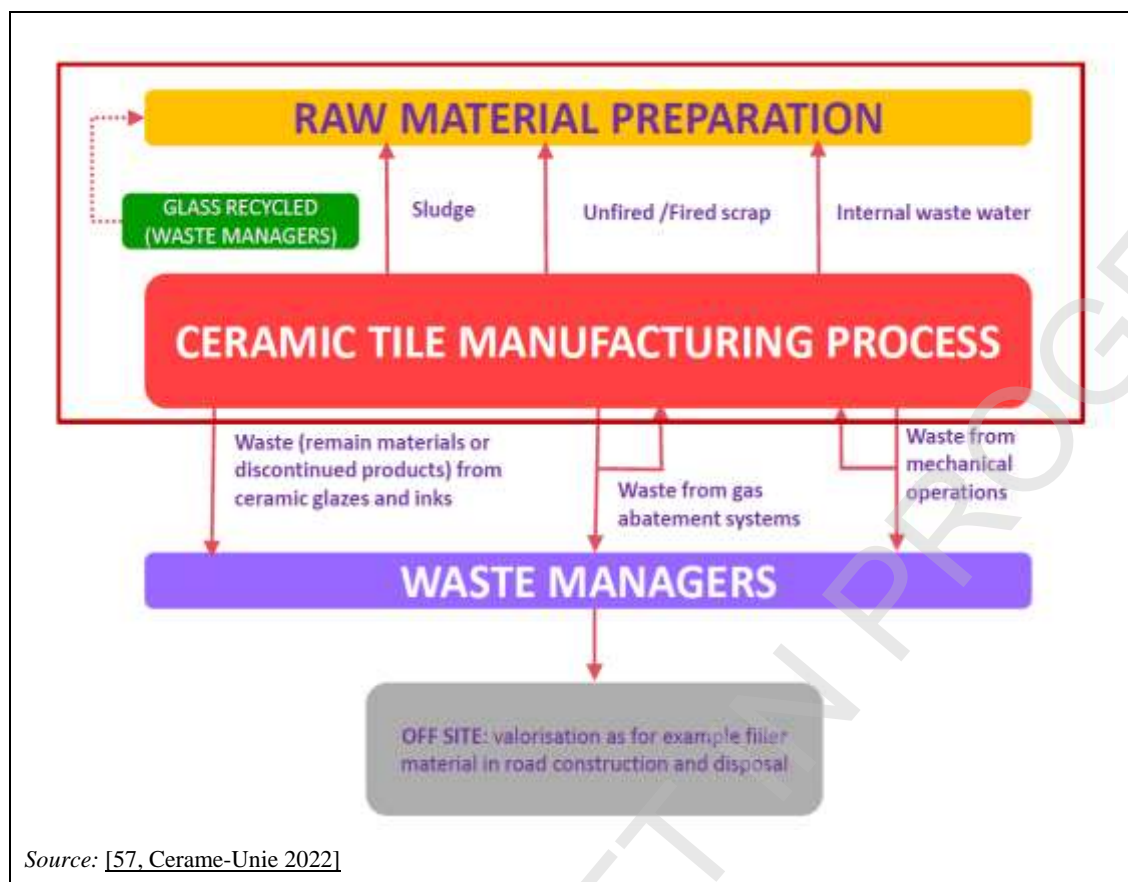 RAW MATERIAL PREPARATION
GLASS RECYCLED
(WASTE MANAGERS)
Sludge
Unfired /Fired scrap
Internal waste water
CERAMIC TILE MANUFACTURING PROCESS
Waste (remain materials or
discontinued products) from
ceramic glazes and inks
Waste from gas
abatement systems
Waste from
mechanical
operations
WASTE MANAGERS
OFF SITE: valorisation as for example filler
material in road construction and disposal
Source: [57, Cerame-Unie 2022]